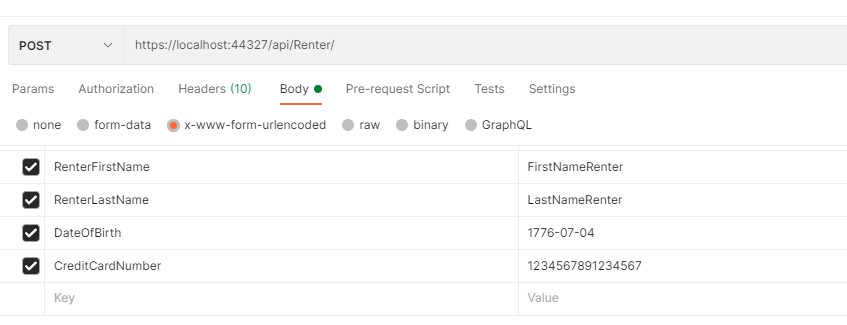 POST https://localhost:44327/api/Renter/
Params Authorization Headers (10) Body Pre-request Script Tests Settings
none form-data x-www-form-urlencoded raw binary GraphQL
RenterFirstName FirstNameRenter
RenterLastName LastNameRenter
DateOfBirth 1776-07-04
CreditCardNumber 1234567891234567
Key Value